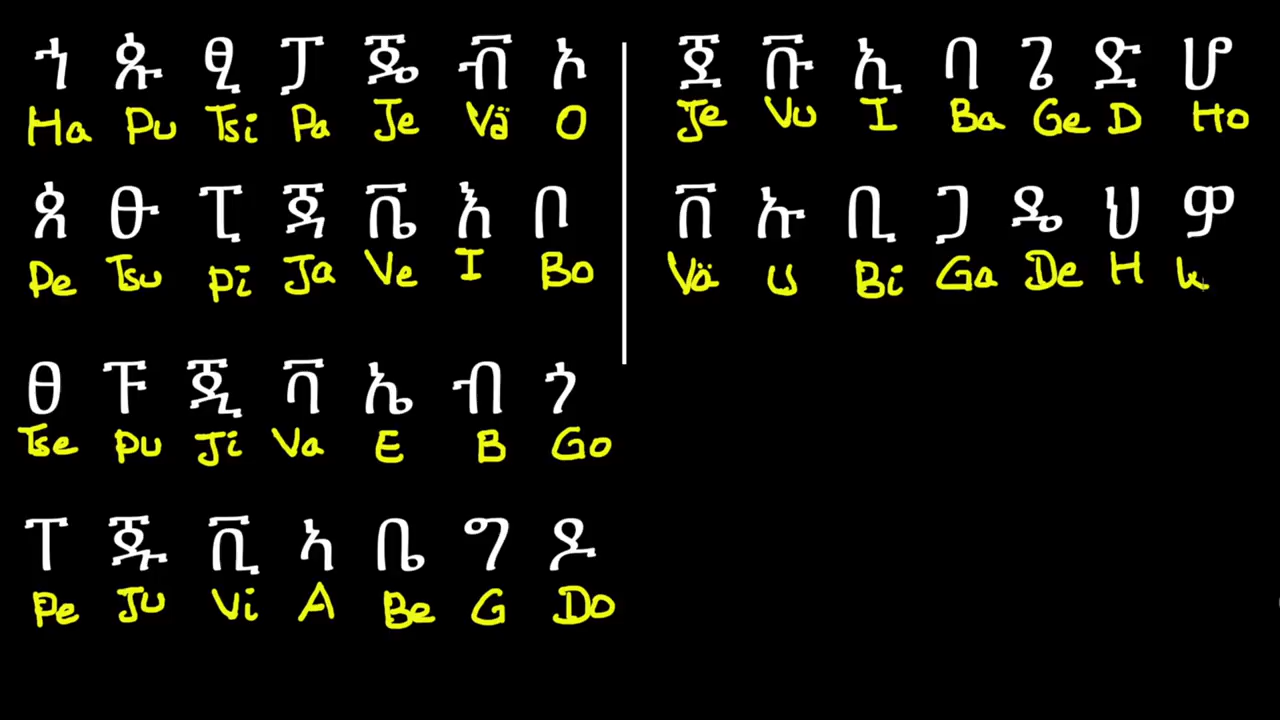 ኀ ጱ ፂ ፓ ጄ ቭ ኦ
Ha Pu Tsi Pa Je Vä O
ጰ ፁ ፒ ጃ ቬ እ ቦ
Pe Tsu Pi Ja Ve I Bo
ፀ ፑ ጂ ቫ ኤ ብ ጎ
Tse Pu Ji Va E B Go
ፐ ጁ ቪ ኣ ቤ ግ ዶ
Pe Ju Vi A Be G Do
ጀ ቩ ኢ ባ ጌ ድ ሆ
Je Vu I Ba Ge D Ho
ቨ ኡ ቢ ጋ ዴ ህ ዎ
Vä U Bi Ga De H